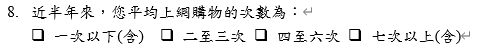 8. 近半年來，您平均上網購物的次數為：↵
❑ 一次以下(含) ❑ 二至三次 ❑ 四至六次 ❑ 七次以上(含)↵